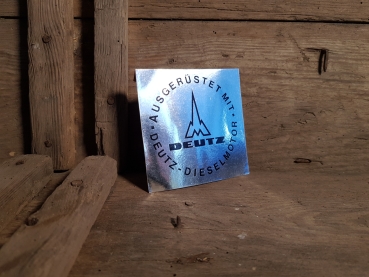 • AUSGERÜSTET MIT •
DEUTZ
DEUTZ-DIESELMOTOR